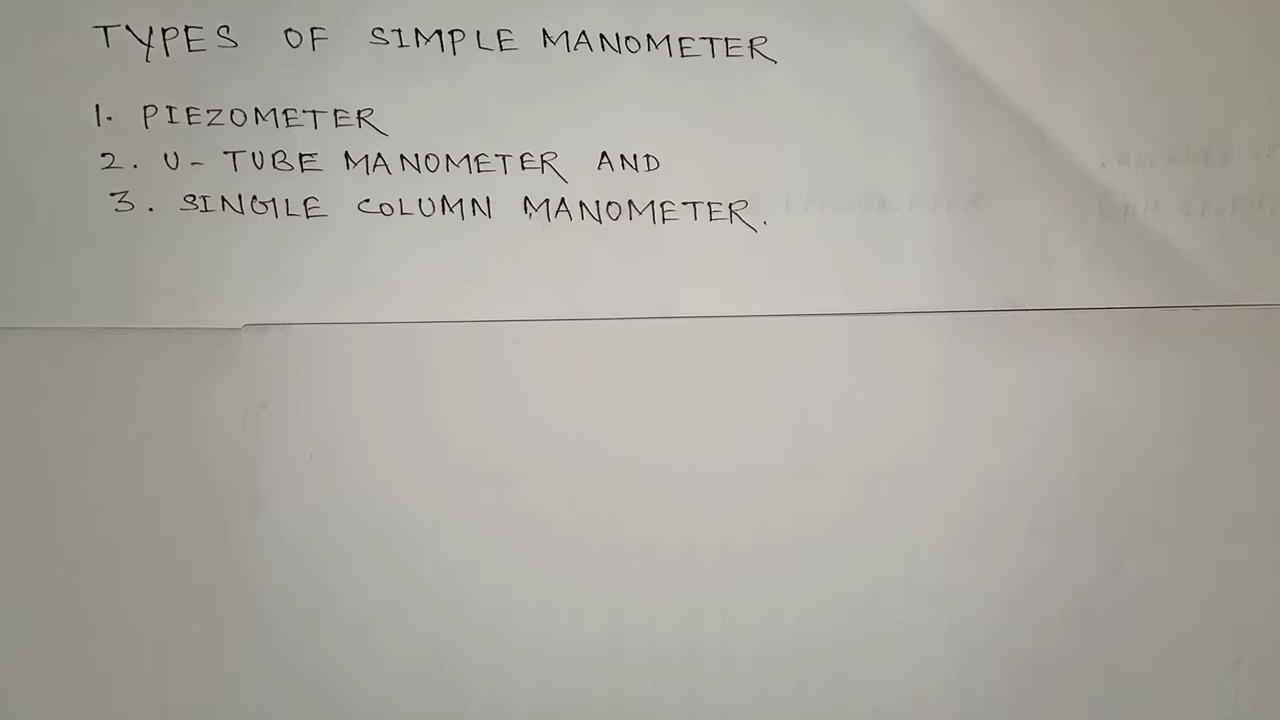 TYPES OF SIMPLE MANOMETER
1. PIEZOMETER
2. U- TUBE MANOMETER AND
3. SINGLE COLUMN MANOMETER.